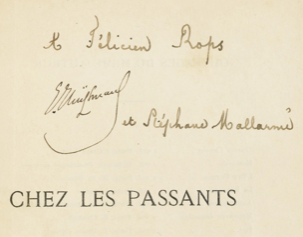 A Félicien Rops
et Stéphane Mallarmé
CHEZ LES PASSANTS